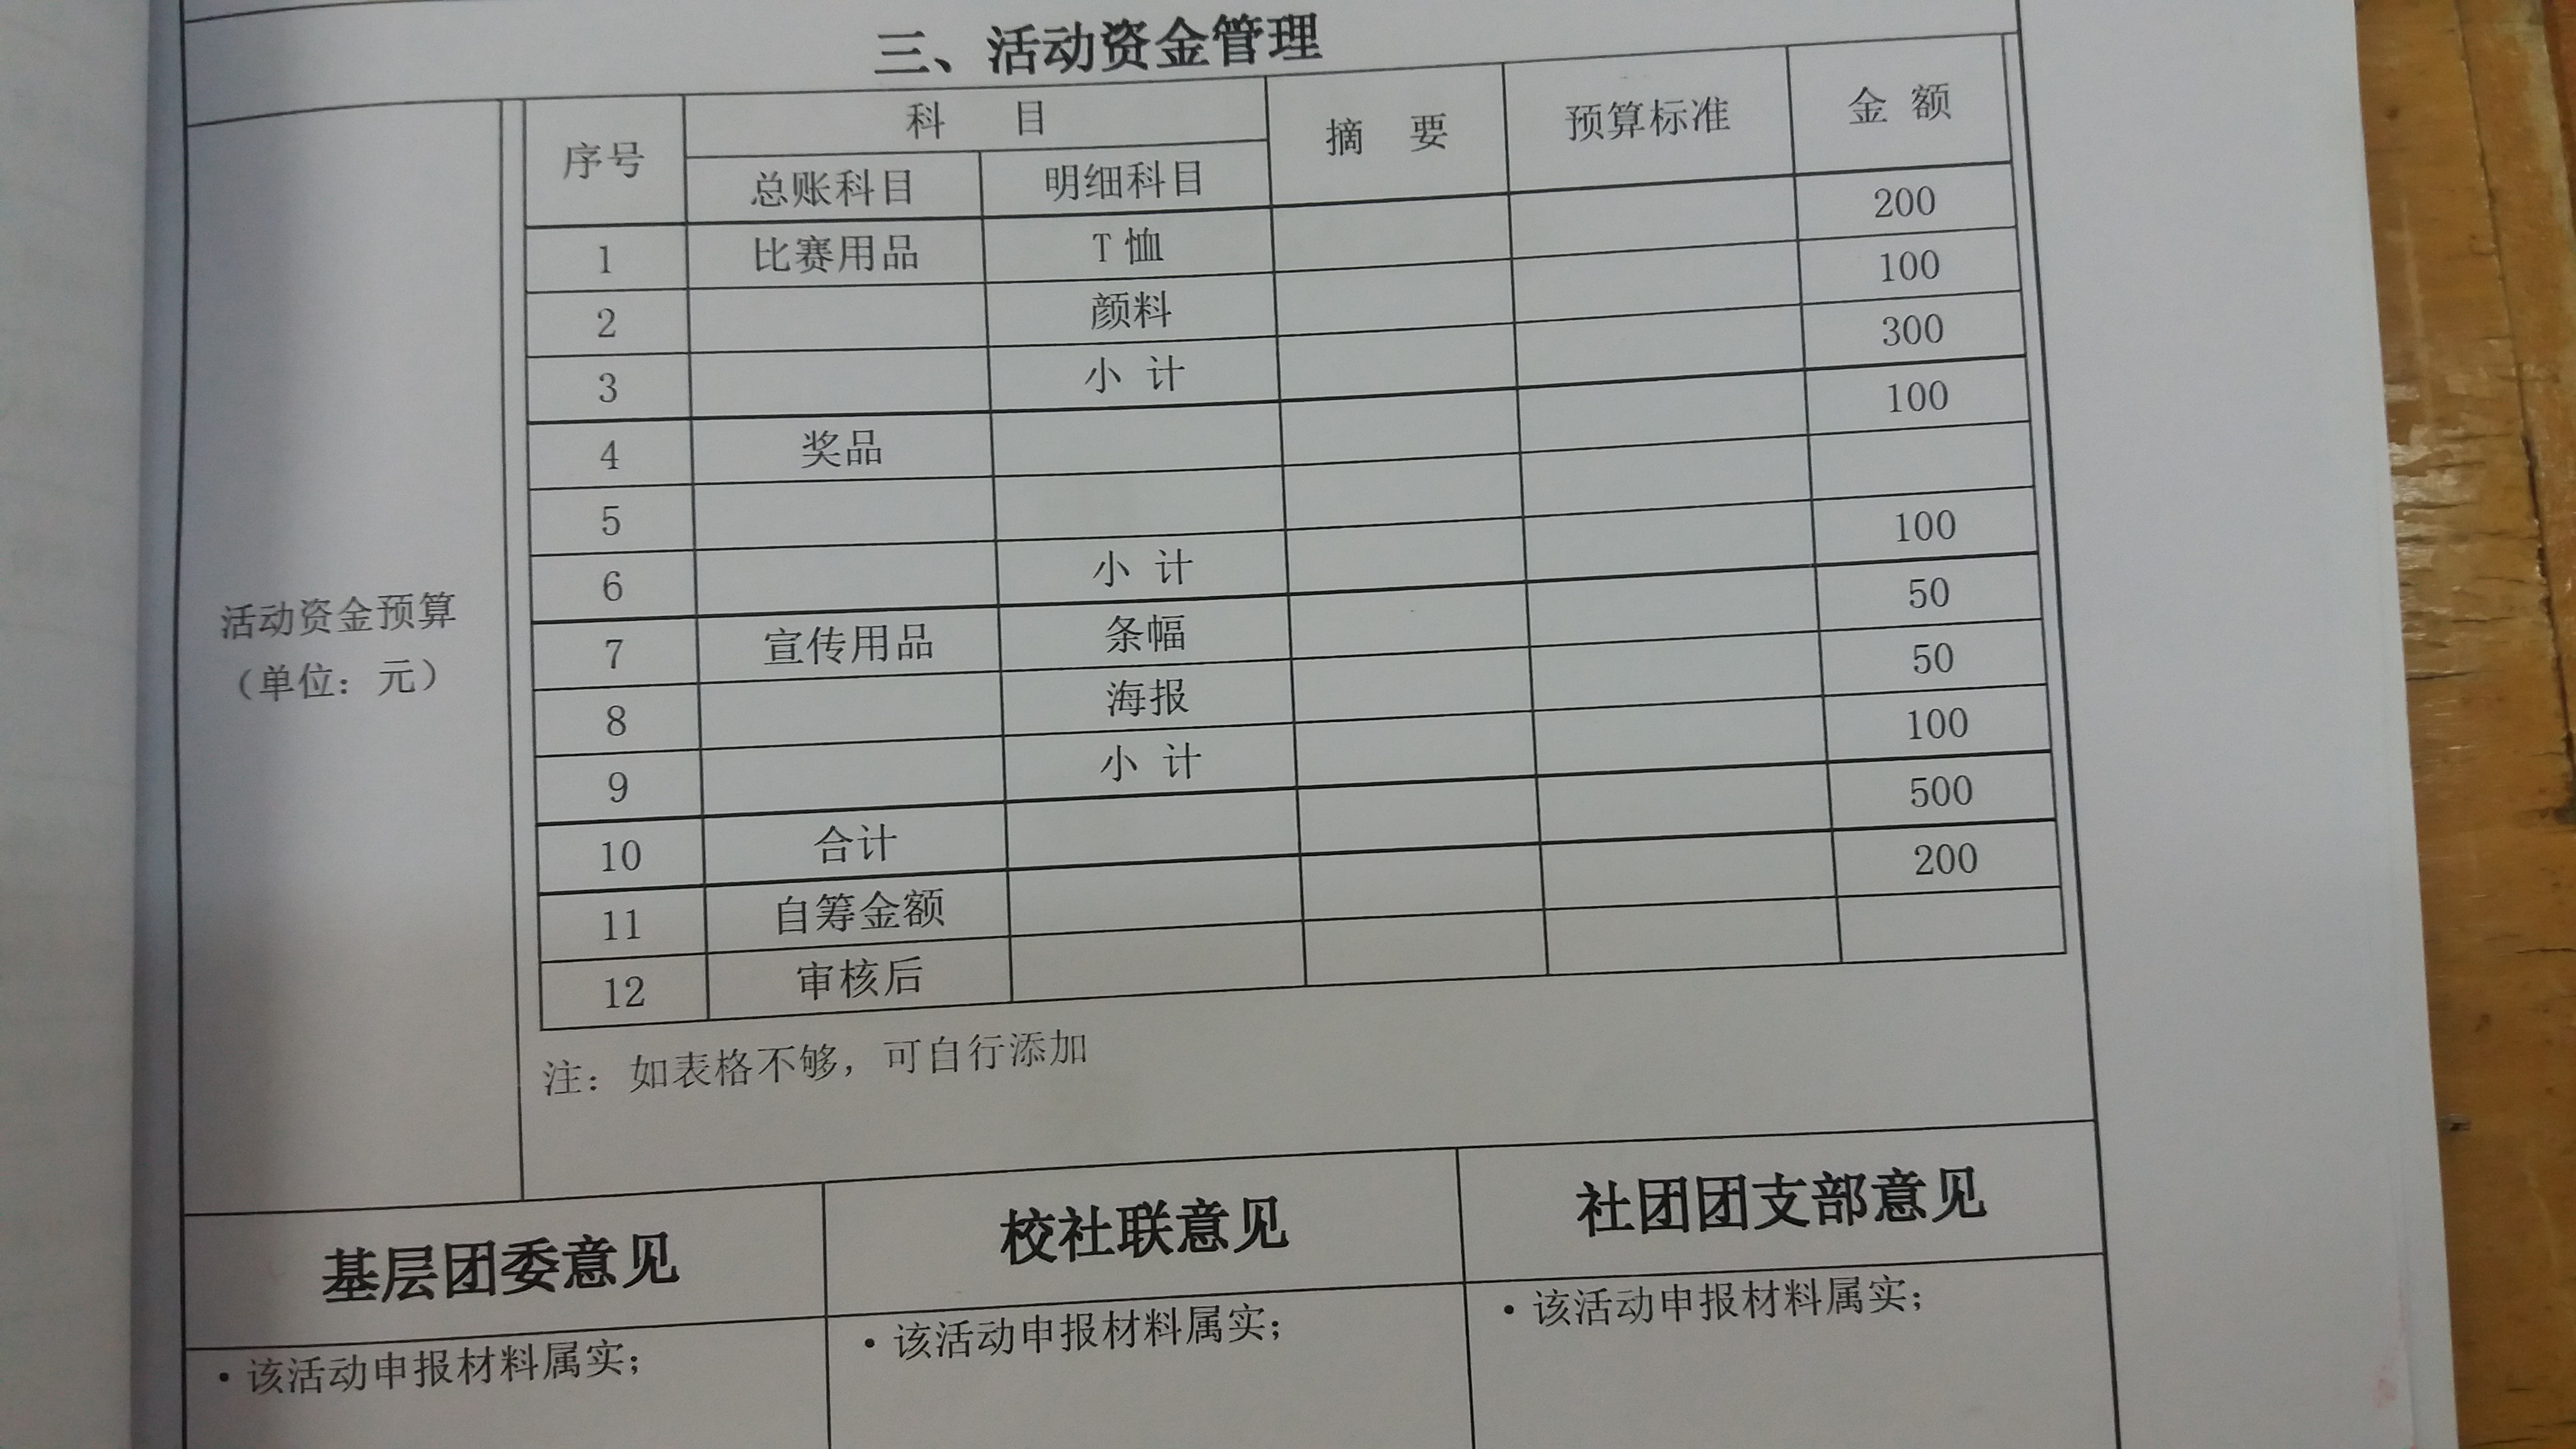 三、活动资金管理
序号 科 目 摘 要 预算标准 金 额
总账科目 明细科目
1 比赛用品 T恤 200
2 颜料 100
3 小 计 300
4 奖品 100
5
6 小 计 100
7 宣传用品 条幅 50
8 海报 50
9 小 计 100
10 合计 500
11 自筹金额 200
12 审核后
活动资金预算
（单位：元）
注：如表格不够，可自行添加
基层团委意见 校社联意见 社团团支部意见
·该活动申报材料属实； ·该活动申报材料属实； ·该活动申报材料属实；